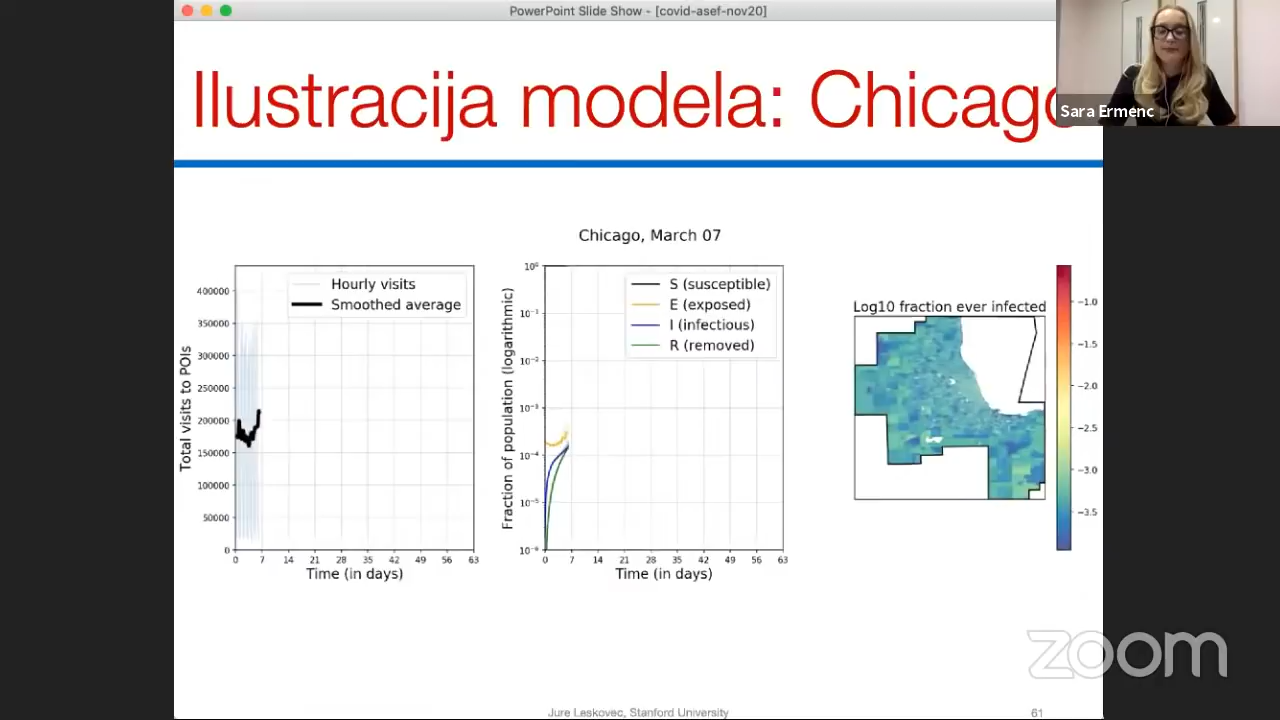 PowerPoint Slide Show - [covid-asef-nov20]
Ilustracija modela: Chicago
Sara Ermenc
Chicago, March 07
Hourly visits
Smoothed average
Total visits to POIs
400000
350000
300000
250000
200000
150000
100000
50000
0
0 7 14 21 28 35 42 49 56 63
Time (in days)
S (susceptible)
E (exposed)
I (infectious)
R (removed)
Fraction of population (logarithmic)
10⁰
10⁻¹
10⁻²
10⁻³
10⁻⁴
10⁻⁵
10⁻⁶
0 7 14 21 28 35 42 49 56 63
Time (in days)
Log10 fraction ever infected
−1.0
−1.5
−2.0
−2.5
−3.0
−3.5
zoom
Jure Leskovec, Stanford University
61